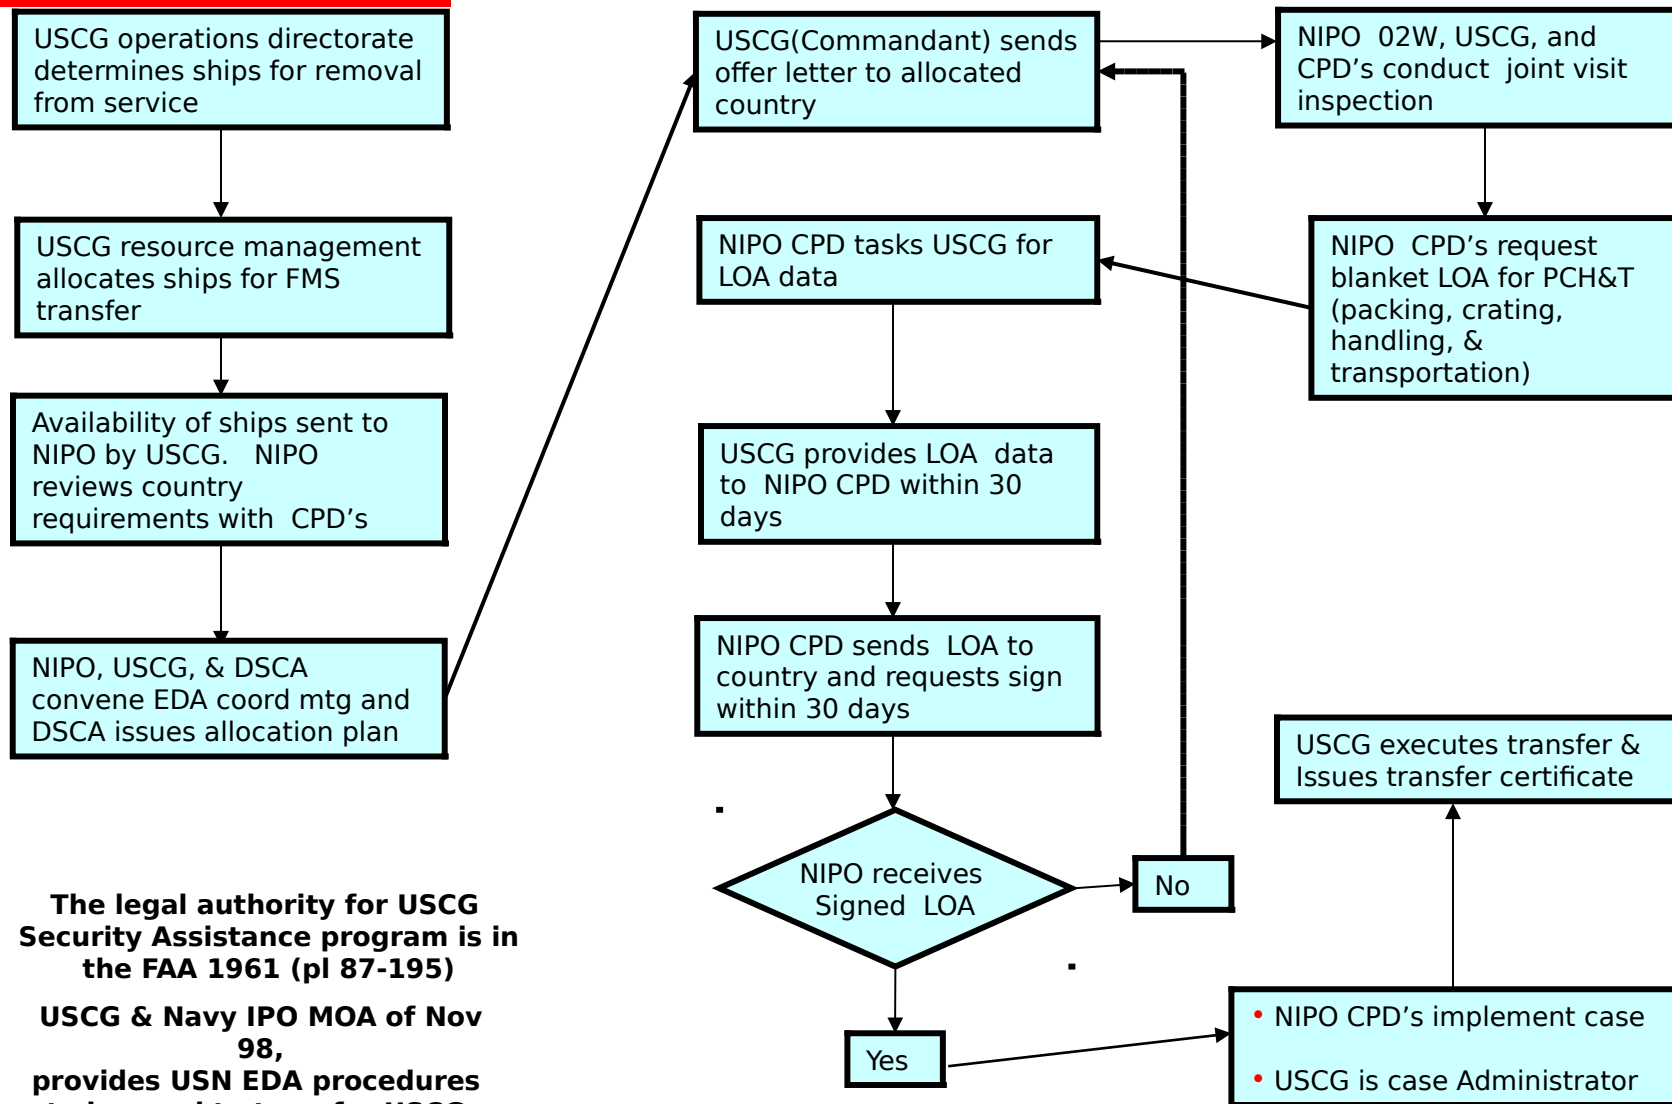 USCG operations directorate
determines ships for removal
from service
USCG resource management
allocates ships for FMS
transfer
Availability of ships sent to
NIPO by USCG. NIPO
reviews country
requirements with CPD’s
NIPO, USCG, & DSCA
convene EDA coord mtg and
DSCA issues allocation plan
USCG(Commandant) sends
offer letter to allocated
country
NIPO 02W, USCG, and
CPD’s conduct joint visit
inspection
NIPO CPD’s request
blanket LOA for PCH&T
(packing, crating,
handling, &
transportation)
NIPO CPD tasks USCG for
LOA data
USCG provides LOA data
to NIPO CPD within 30
days
NIPO CPD sends LOA to
country and requests sign
within 30 days
NIPO receives
Signed LOA
No
Yes
• NIPO CPD’s implement case
• USCG is case Administrator
USCG executes transfer &
Issues transfer certificate
The legal authority for USCG
Security Assistance program is in
the FAA 1961 (pl 87-195)
USCG & Navy IPO MOA of Nov
98,
provides USN EDA procedures